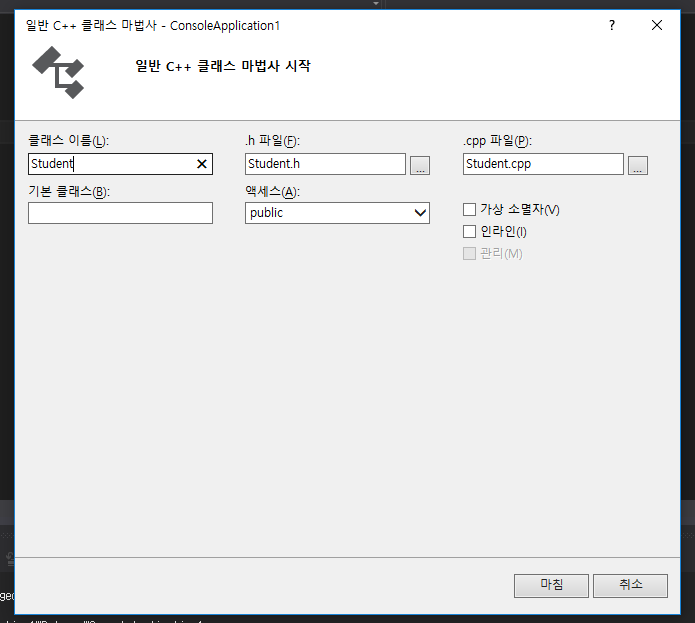 일반 C++ 클래스 마법사 - ConsoleApplication1
일반 C++ 클래스 마법사 시작
클래스 이름(L): .h 파일(F): .cpp 파일(P):
Student Student.h ... Student.cpp ...
기본 클래스(B): 액세스(A):
public
가상 소멸자(V)
인라인(I)
관리(M)
마침 취소